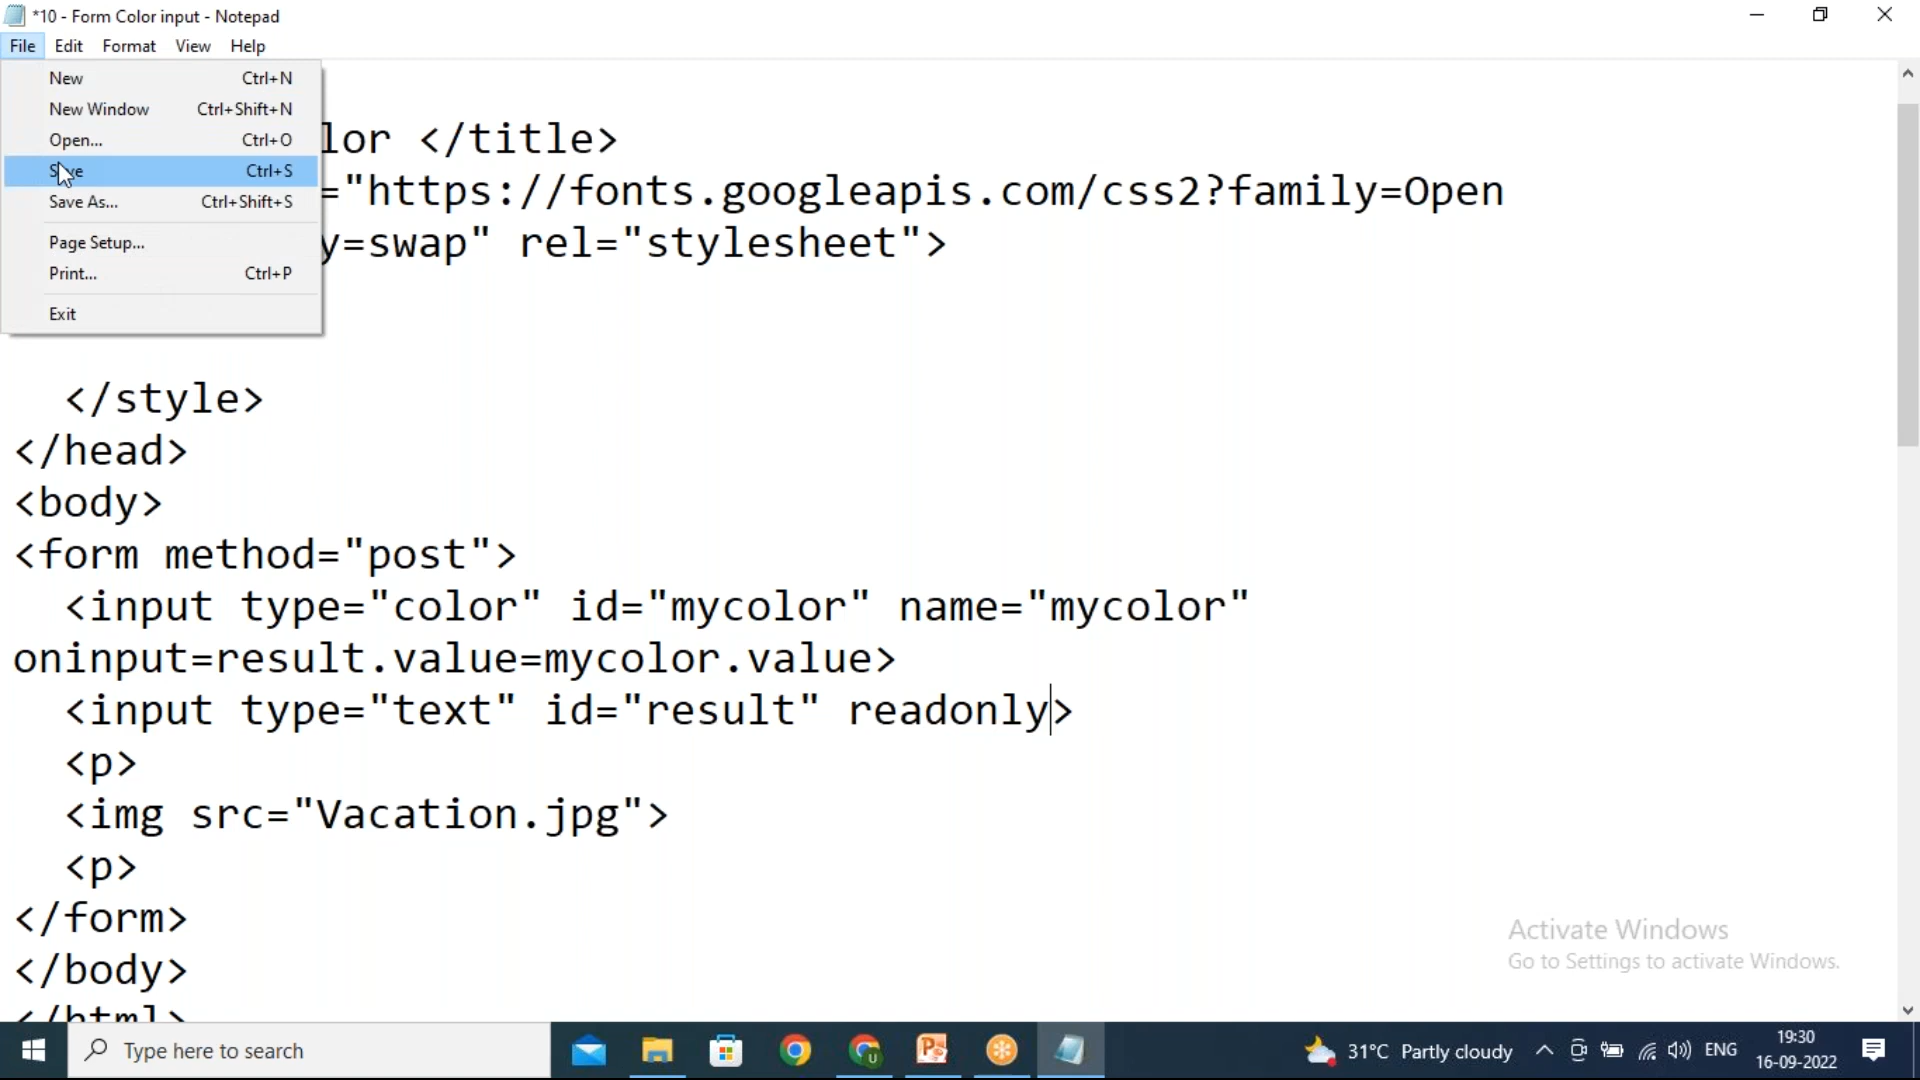 *10 - Form Color input - Notepad
File Edit Format View Help
New Ctrl+N
New Window Ctrl+Shift+N
Open... Ctrl+O
Save Ctrl+S
Save As... Ctrl+Shift+S
Page Setup...
Print... Ctrl+P
Exit
lor </title>
="https://fonts.googleapis.com/css2?family=Open
y=swap" rel="stylesheet">
</style>
</head>
<body>
<form method="post">
<input type="color" id="mycolor" name="mycolor"
oninput=result.value=mycolor.value>
<input type="text" id="result" readonly>
<p>
<img src="Vacation.jpg">
<p>
</form>
</body>
</html>
Activate Windows
Go to Settings to activate Windows.
Type here to search
31°C Partly cloudy
ENG
19:30
16-09-2022